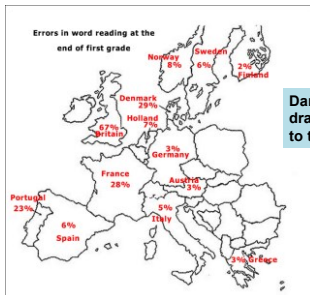 Errors in word reading at the
end of first grade
Norway
8%
Sweden
6%
2%
Finland
Denmark
29%
Holland
7%
67%
Britain
3%
Germany
France
28%
Austria
3%
Portugal
23%
6%
Spain
5%
Italy
3% Greece
dra
to t